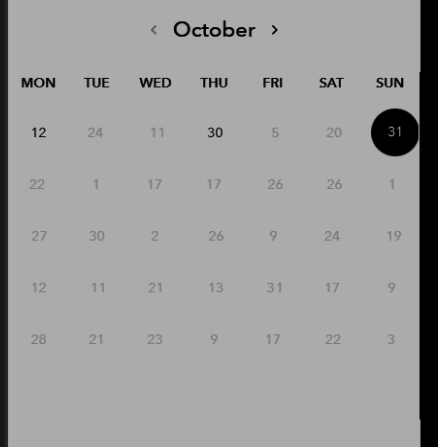 ‹ October ›
MON TUE WED THU FRI SAT SUN
12 24 11 30 5 20 31
22 1 17 17 26 26 1
27 30 2 26 9 24 19
12 11 21 13 31 17 9
28 21 23 9 17 22 3